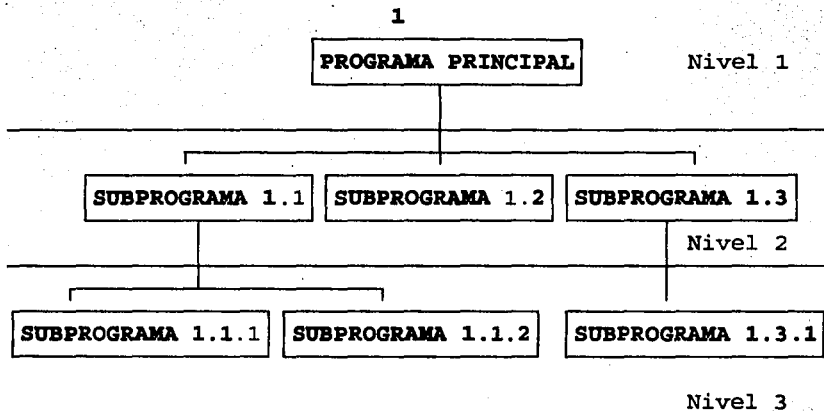 1
PROGRAMA PRINCIPAL Nivel 1
SUBPROGRAMA 1.1 SUBPROGRAMA 1.2 SUBPROGRAMA 1.3
Nivel 2
SUBPROGRAMA 1.1.1 SUBPROGRAMA 1.1.2 SUBPROGRAMA 1.3.1
Nivel 3